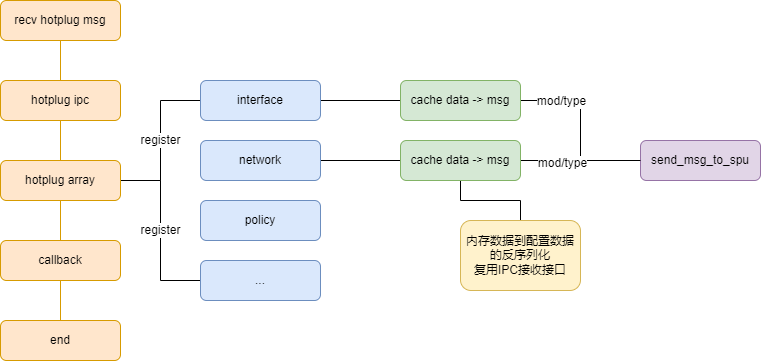 recv hotplug msg
hotplug ipc
interface
cache data -> msg
mod/type
register
hotplug array
network
cache data -> msg
mod/type
send_msg_to_spu
register
policy
内存数据到配置数据
的反序列化
复用IPC接收接口
callback
...
end